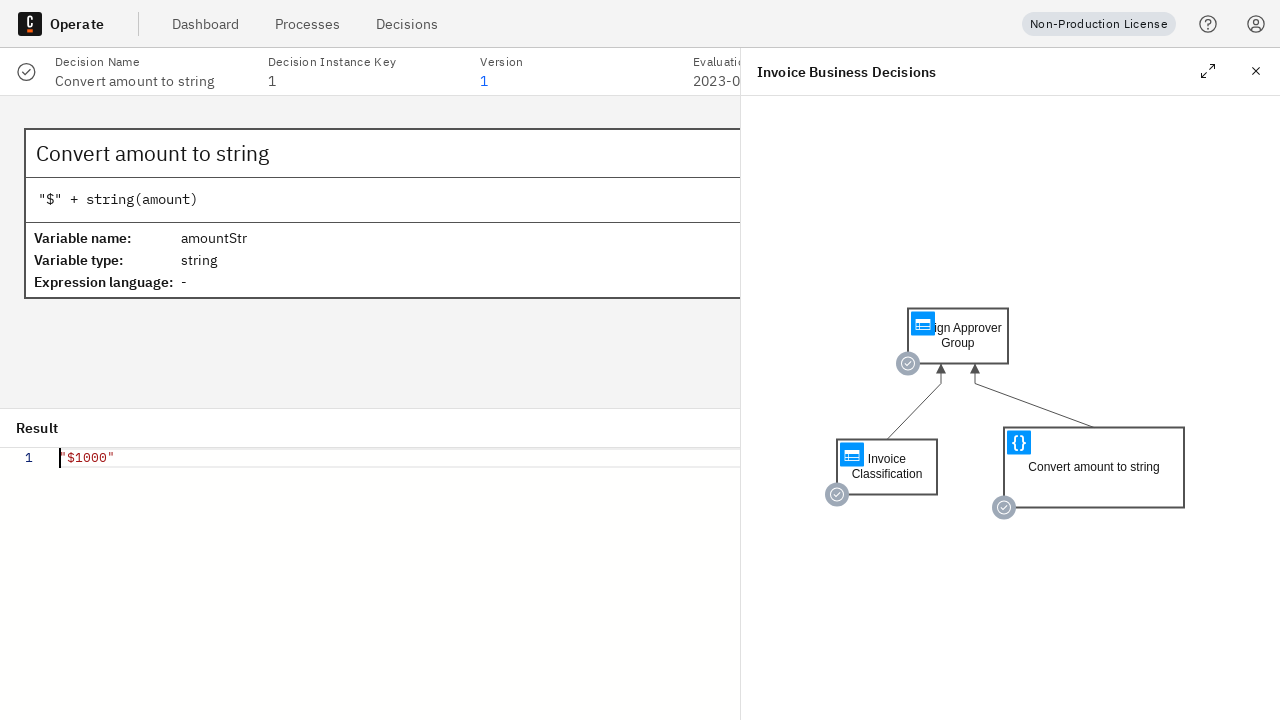 Operate
Dashboard
Processes
Decisions
Non-Production License
Decision Name
Convert amount to string
Decision Instance Key
1
Version
1
2023-0
Invoice Business Decisions
Convert amount to string
"$" + string(amount)
Variable name: amountStr
Variable type: string
Expression language: -
Result
1 "$1000"
Approver
Group
Invoice
Classification
Convert amount to string